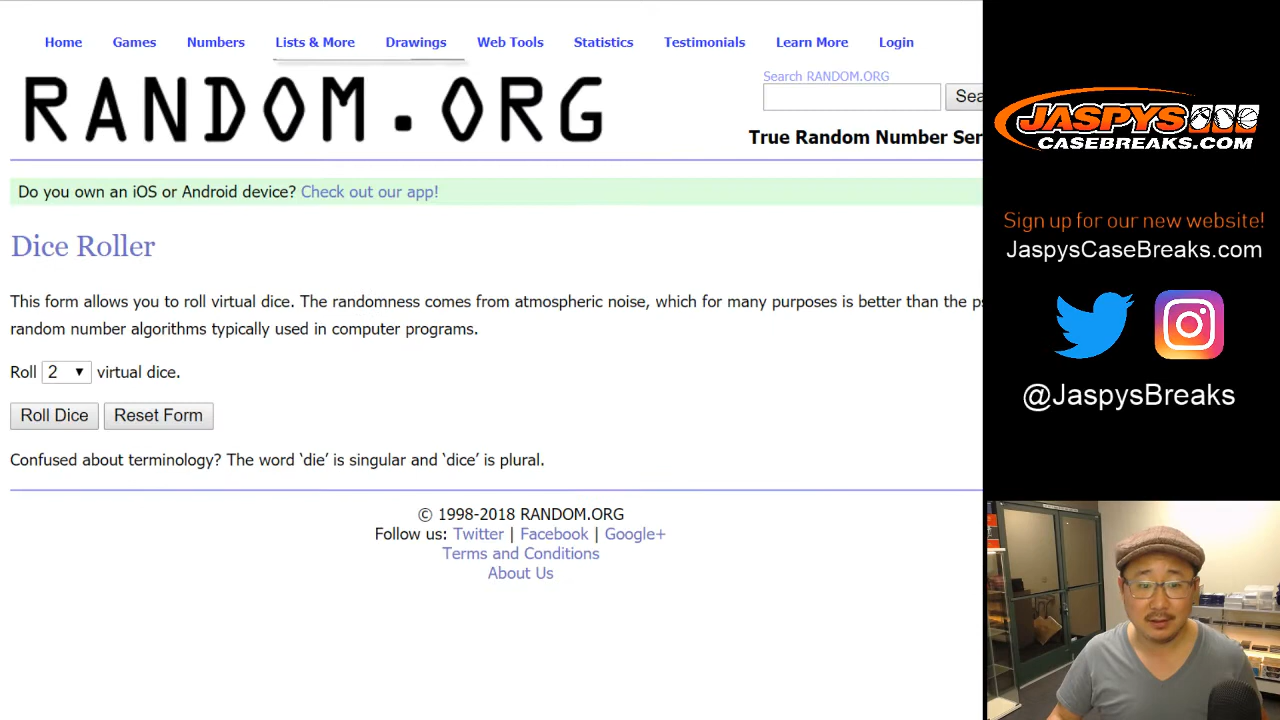 Home Games Numbers Lists & More Drawings Web Tools Statistics Testimonials Learn More Login
RANDOM.ORG
Search RANDOM.ORG
Sea
True Random Number Ser
Do you own an iOS or Android device? Check out our app!
Dice Roller
This form allows you to roll virtual dice. The randomness comes from atmospheric noise, which for many purposes is better than the ps
random number algorithms typically used in computer programs.
Roll 2 virtual dice.
Roll Dice Reset Form
Confused about terminology? The word ‘die’ is singular and ‘dice’ is plural.
© 1998-2018 RANDOM.ORG
Follow us: Twitter | Facebook | Google+
Terms and Conditions
About Us
JASPYS
CASEBREAKS.COM
Sign up for our new website!
JaspysCaseBreaks.com
@JaspysBreaks